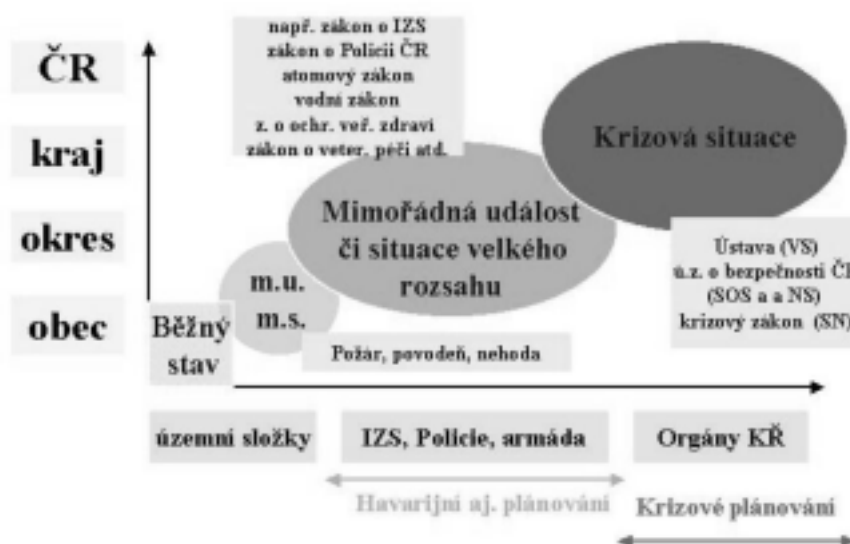 např. zákon o IZS
zákon o Policii ČR
atomový zákon
vodní zákon
z. o ochr. veř. zdraví
zákon o veter. péči atd.
ČR
kraj
okres
obec
Krizová situace
Mimořádná událost
či situace velkého
rozsahu
m.u.
m.s.
Běžný
stav
Požár, povodeň, nehoda
Ústava (VS)
ú.z. o bezpečnosti ČR
(SOS a a NS)
krizový zákon (SN)
územní složky
IZS, Policie, armáda
Orgány KŘ
Havarijní aj. plánování
Krizové plánování